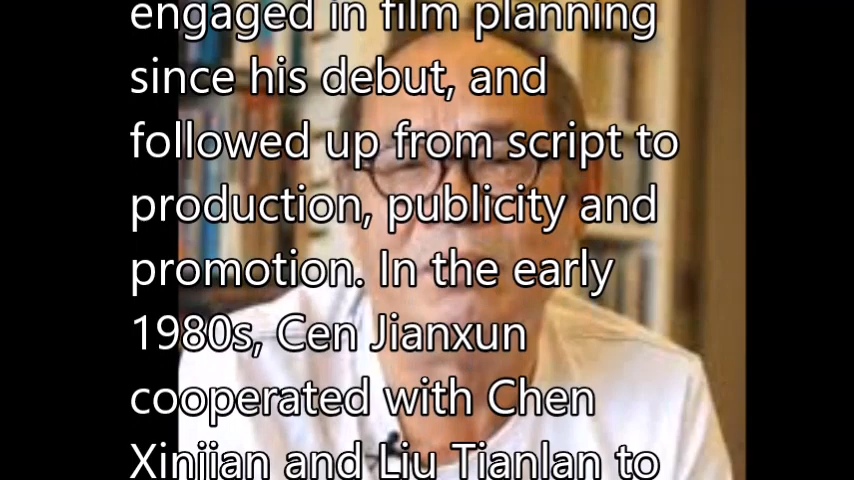 engaged in film planning
since his debut, and
followed up from script to
production, publicity and
promotion. In the early
1980s, Cen Jianxun
cooperated with Chen
Xinjian and Liu Tianlan to